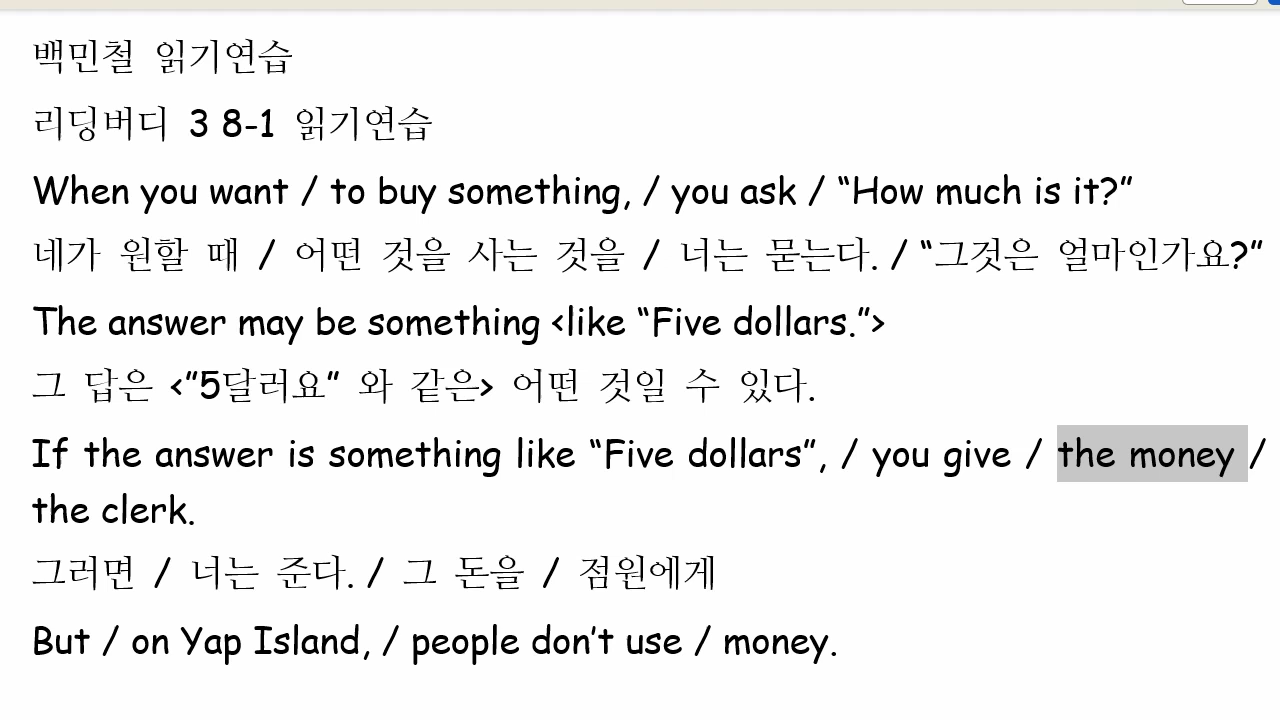 백민철 읽기연습
리딩버디 3 8-1 읽기연습
When you want / to buy something, / you ask / “How much is it?”
네가 원할 때 / 어떤 것을 사는 것을 / 너는 묻는다. / “그것은 얼마인가요?”
The answer may be something <like “Five dollars.”>
그 답은 <”5달러요” 와 같은> 어떤 것일 수 있다.
If the answer is something like “Five dollars”, / you give / the money /
the clerk.
그러면 / 너는 준다. / 그 돈을 / 점원에게
But / on Yap Island, / people don’t use / money.